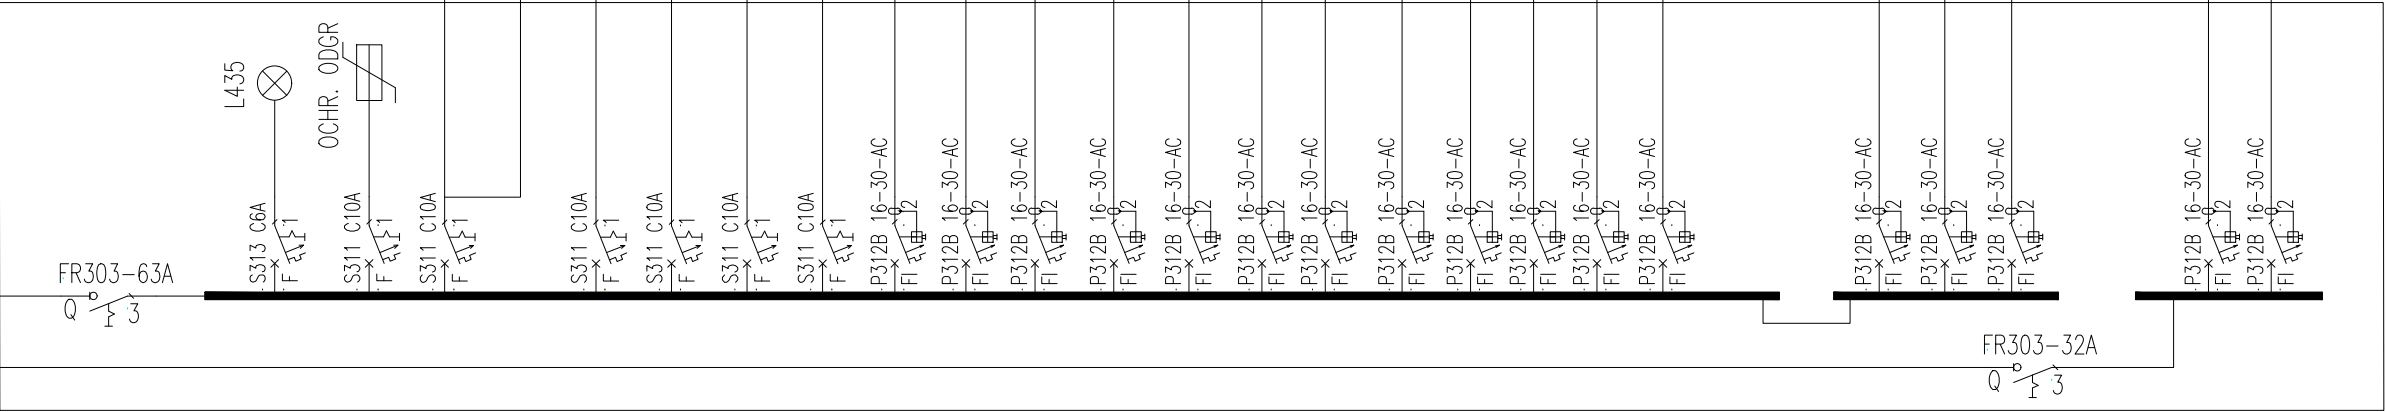 FR303-63A
Q
3
L435
OCHR. ODGR
S313 C6A
F
1
S311 C10A
F
1
S311 C10A
F
1
S311 C10A
F
1
S311 C10A
F
1
S311 C10A
F
1
S311 C10A
F
1
P312B 16-30-AC
FI
2
P312B 16-30-AC
FI
2
P312B 16-30-AC
FI
2
P312B 16-30-AC
FI
2
P312B 16-30-AC
FI
2
P312B 16-30-AC
FI
2
P312B 16-30-AC
FI
2
P312B 16-30-AC
FI
2
P312B 16-30-AC
FI
2
P312B 16-30-AC
FI
2
P312B 16-30-AC
FI
2
P312B 16-30-AC
FI
2
P312B 16-30-AC
FI
2
P312B 16-30-AC
FI
2
P312B 16-30-AC
FI
2
P312B 16-30-AC
FI
2
P312B 16-30-AC
FI
2
FR303-32A
Q
3